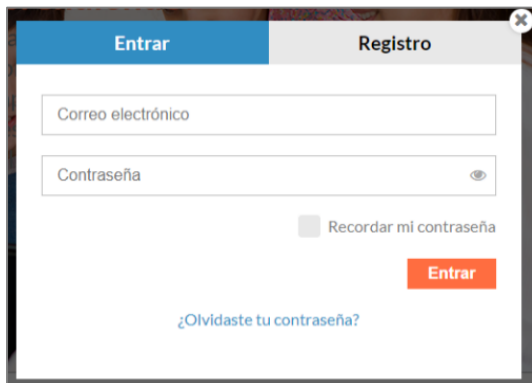 Entrar
Registro
Correo electrónico
Contraseña
Recordar mi contraseña
Entrar
¿Olvidaste tu contraseña?